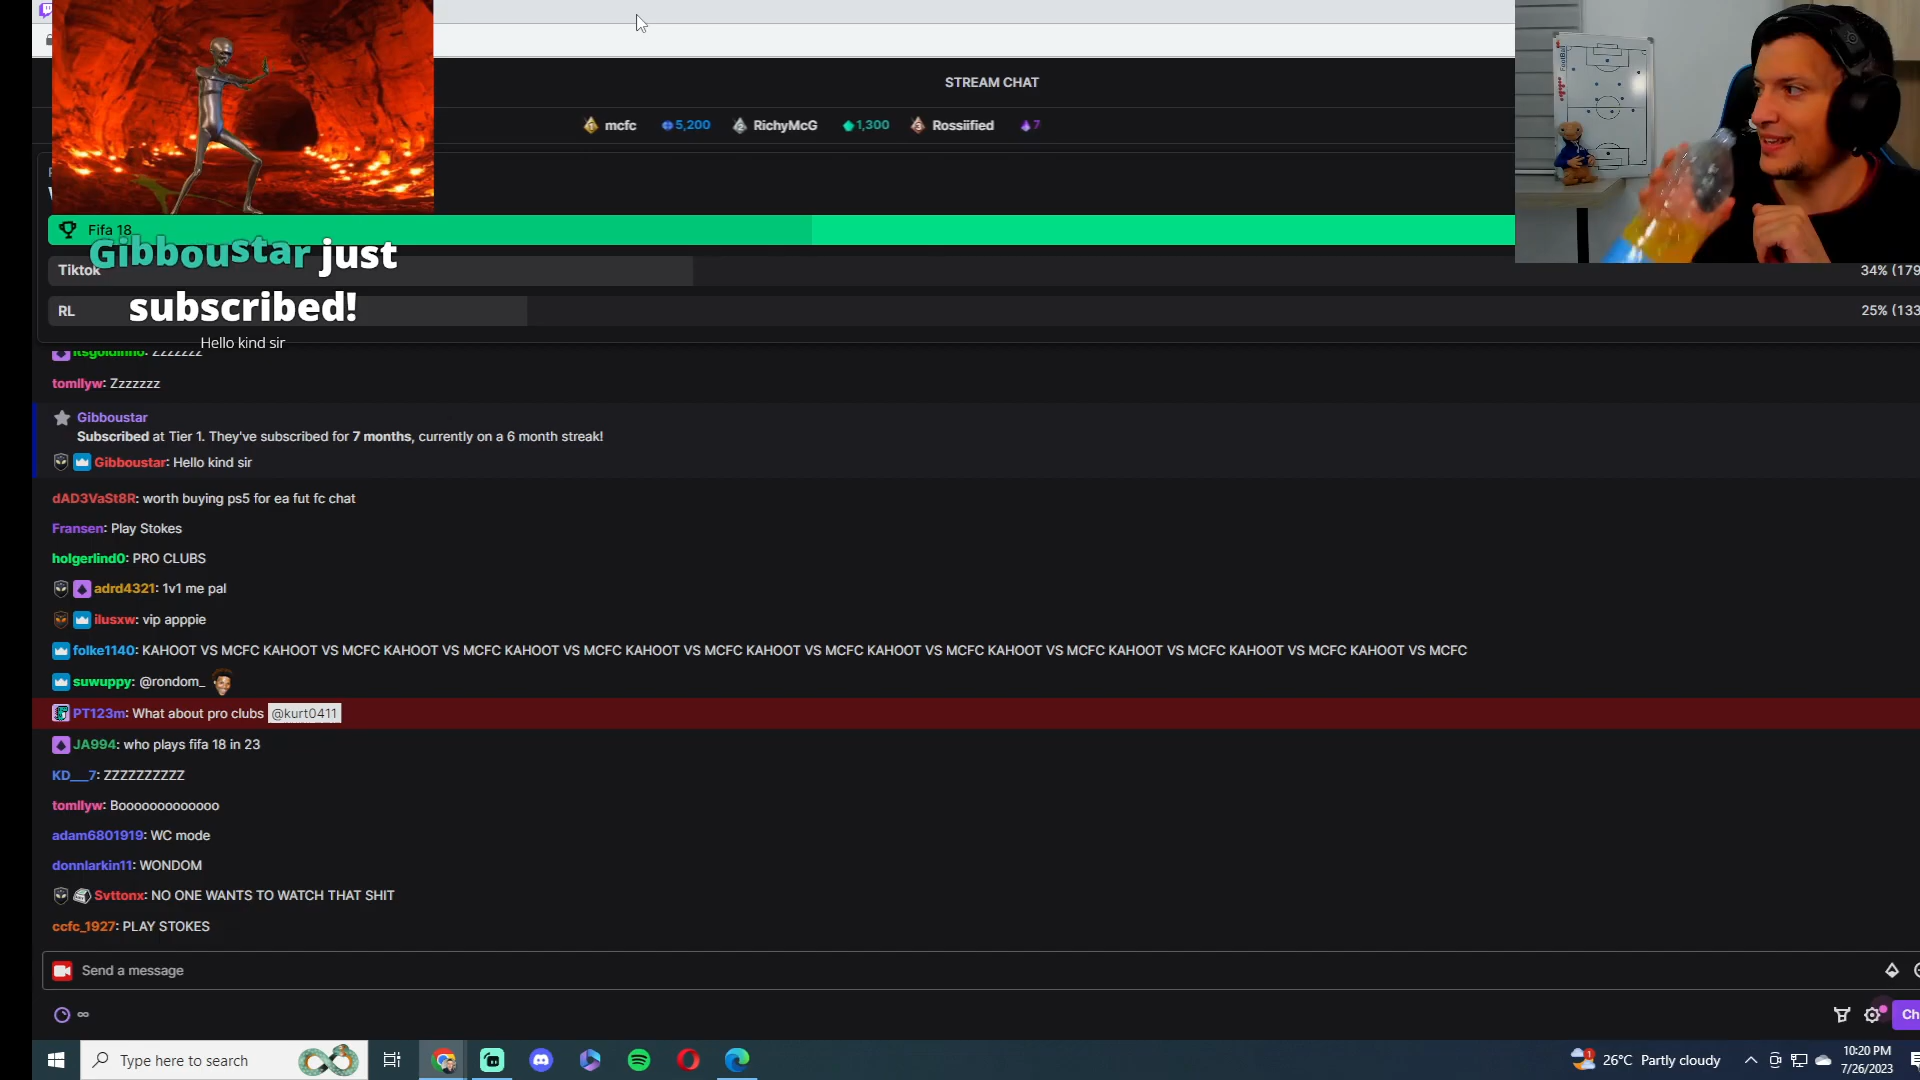 STREAM CHAT
mcfc 5,200 RichyMcG 1,300 Rossiified 7
Fifa 18
Gibboustar just
subscribed!
Hello kind sir
Tiktok 34% (179
RL 25% (133
itsgoldinho: Zzzzzzz
tomllyw: Zzzzzzz
Gibboustar
Subscribed at Tier 1. They've subscribed for 7 months, currently on a 6 month streak!
Gibboustar: Hello kind sir
dAD3VaSt8R: worth buying ps5 for ea fut fc chat
Fransen: Play Stokes
holgerlind0: PRO CLUBS
adrd4321: 1v1 me pal
ilusxw: vip apppie
folke1140: KAHOOT VS MCFC KAHOOT VS MCFC KAHOOT VS MCFC KAHOOT VS MCFC KAHOOT VS MCFC KAHOOT VS MCFC KAHOOT VS MCFC KAHOOT VS MCFC KAHOOT VS MCFC KAHOOT VS MCFC KAHOOT VS MCFC
suwuppy: @rondom_
PT123m: What about pro clubs @kurt0411
JA994: who plays fifa 18 in 23
KD___7: ZZZZZZZZZZ
tomllyw: Booooooooooooo
adam6801919: WC mode
donnlarkin11: WONDOM
Svttonx: NO ONE WANTS TO WATCH THAT SHIT
ccfc_1927: PLAY STOKES
Send a message
∞
Ch
Type here to search
26°C Partly cloudy
10:20 PM
7/26/2023